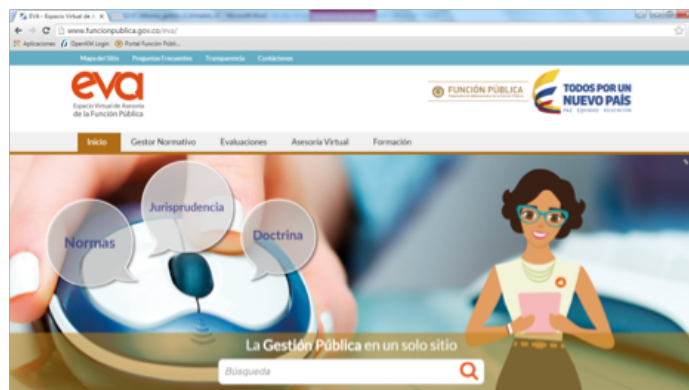 EVA - Espacio Virtual de A
www.funcionpublica.gov.co/eva/
Aplicaciones
OpenKM Login
Portal Función Públi...
Mapa del Sitio
Preguntas Frecuentes
Transparencia
Contáctenos
eva
Espacio Virtual de Asesoría
de la Función Pública
FUNCIÓN PÚBLICA
TODOS POR UN
NUEVO PAÍS
PAZ EQUIDAD EDUCACIÓN
Inicio
Gestor Normativo
Evaluaciones
Asesoría Virtual
Formación
Normas
Jurisprudencia
Doctrina
La Gestión Pública en un solo sitio
Búsqueda